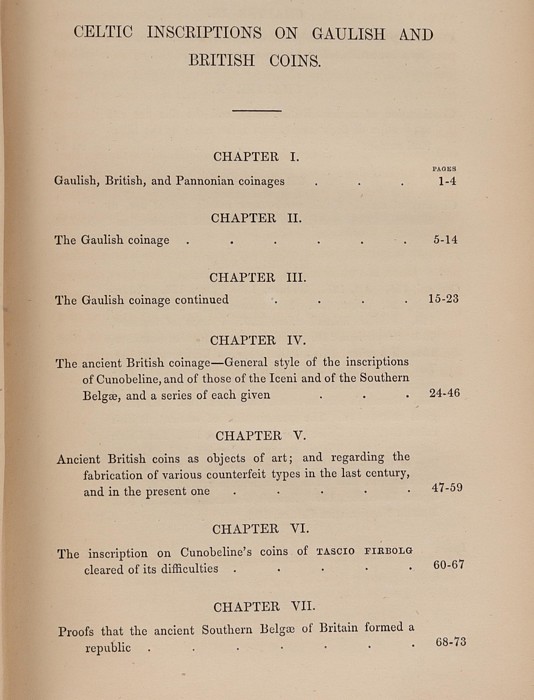 CELTIC INSCRIPTIONS ON GAULISH AND
BRITISH COINS.
CHAPTER I.
PAGES
Gaulish, British, and Pannonian coinages . . . 1-4
CHAPTER II.
The Gaulish coinage . . . . . . 5-14
CHAPTER III.
The Gaulish coinage continued . . . . 15-23
CHAPTER IV.
The ancient British coinage—General style of the inscriptions
of Cunobeline, and of those of the Iceni and of the Southern
Belgæ, and a series of each given . . . 24-46
CHAPTER V.
Ancient British coins as objects of art; and regarding the
fabrication of various counterfeit types in the last century,
and in the present one . . . . . 47-59
CHAPTER VI.
The inscription on Cunobeline's coins of TASCIO FIRBOLG
cleared of its difficulties . . . . . 60-67
CHAPTER VII.
Proofs that the ancient Southern Belgæ of Britain formed a
republic . . . . . . . 68-73